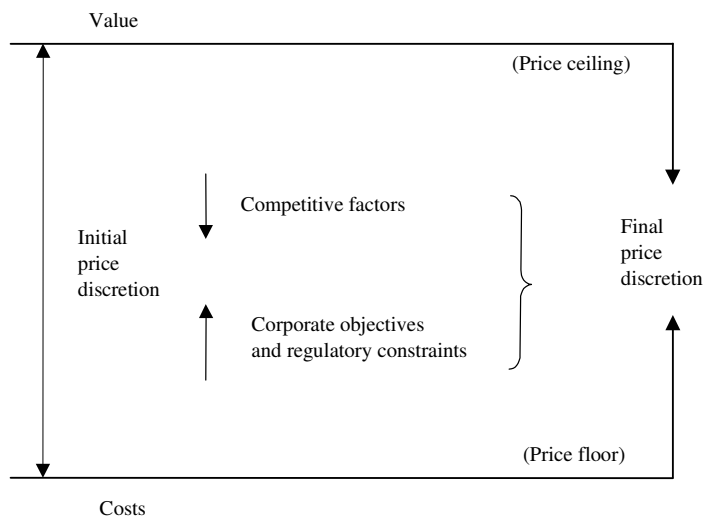 Value
(Price ceiling)
Competitive factors
Initial
price
discretion
Final
price
discretion
Corporate objectives
and regulatory constraints
(Price floor)
Costs